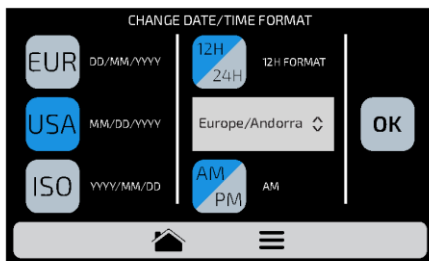 CHANGE DATE/TIME FORMAT
EUR DD/MM/YYYY
USA MM/DD/YYYY
ISO YYYY/MM/DD
12H
24H
12H FORMAT
Europe/Andorra
AM
PM
AM
OK